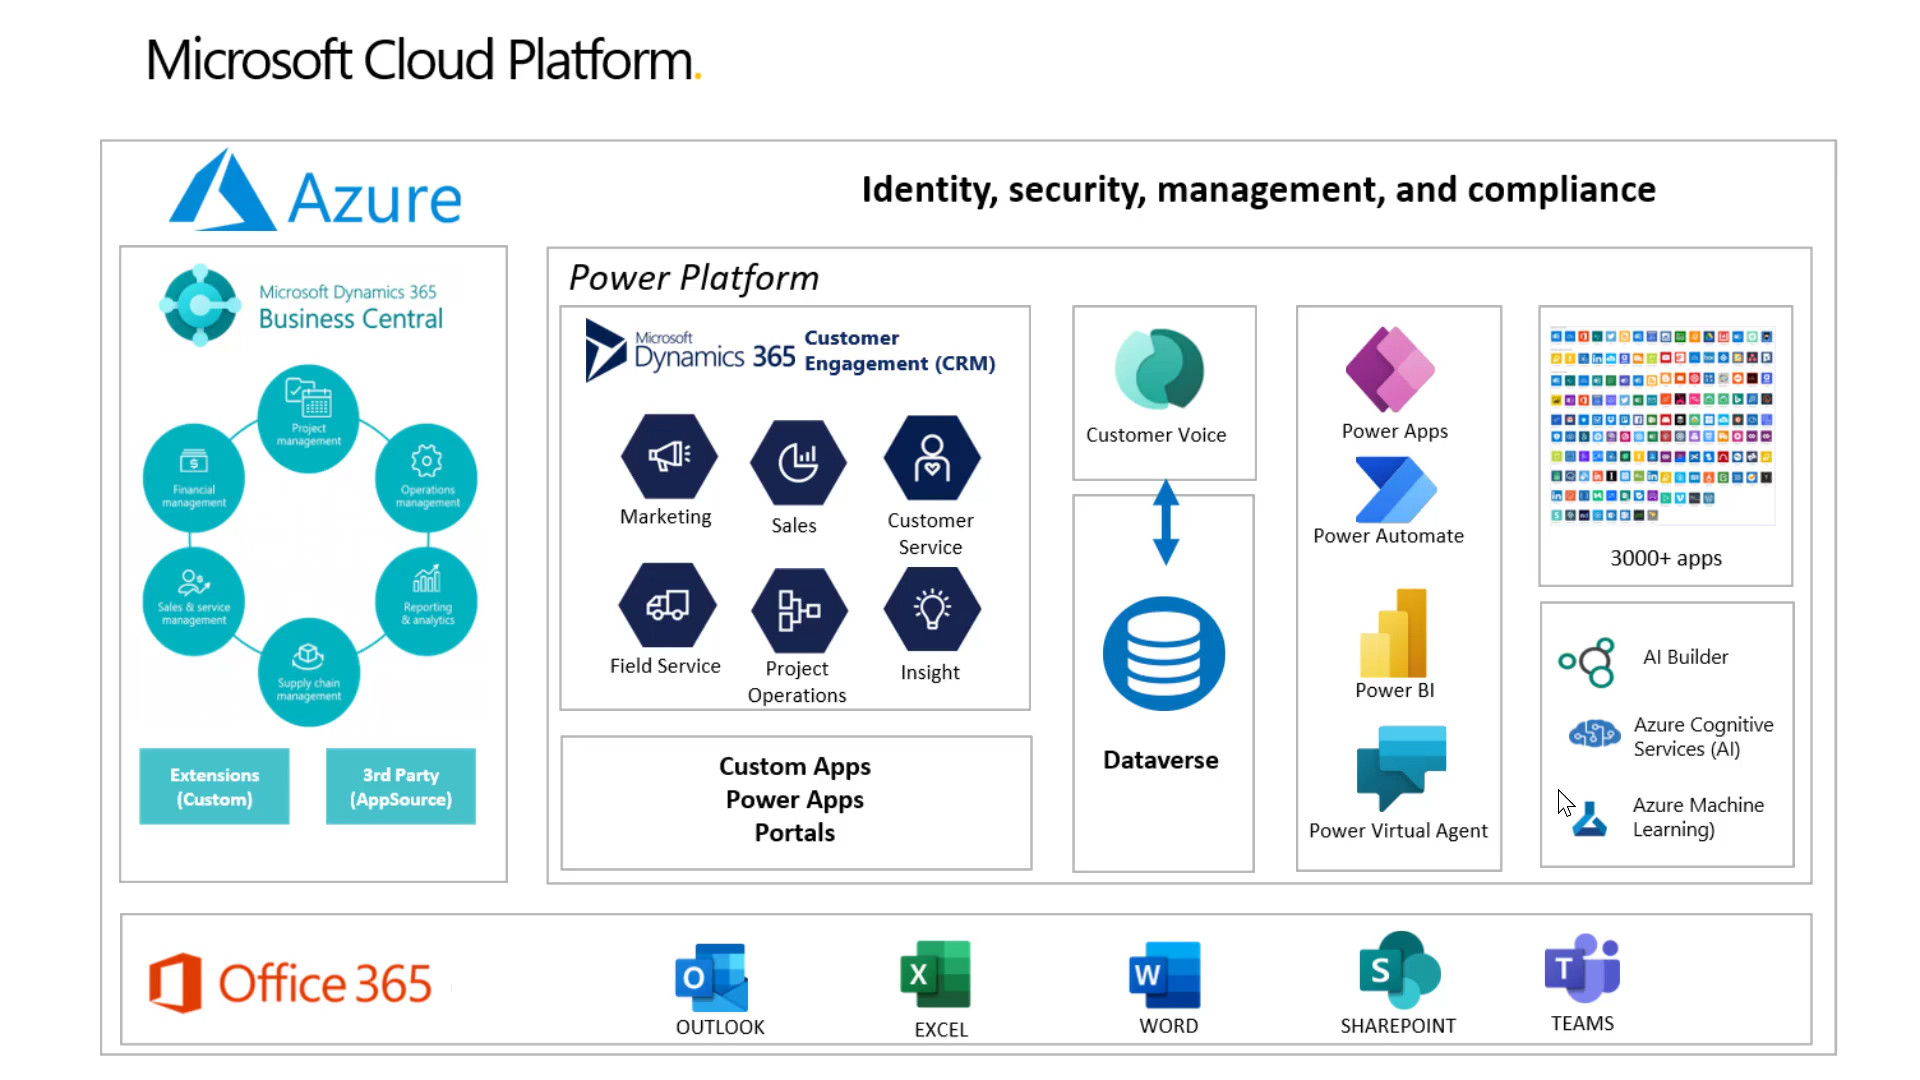 Microsoft Cloud Platform.
Azure
Identity, security, management, and compliance
Microsoft Dynamics 365
Business Central
Project
management
Financial
management
Operations
management
Sales & service
management
Reporting
& analytics
Supply chain
management
Extensions
(Custom)
3rd Party
(AppSource)
Power Platform
Microsoft
Dynamics 365
Customer
Engagement (CRM)
Marketing
Sales
Customer
Service
Field Service
Project
Operations
Insight
Custom Apps
Power Apps
Portals
Customer Voice
Dataverse
Power Apps
Power Automate
Power BI
Power Virtual Agent
3000+ apps
AI Builder
Azure Cognitive
Services (AI)
Azure Machine
Learning)
Office 365
OUTLOOK
EXCEL
WORD
SHAREPOINT
TEAMS